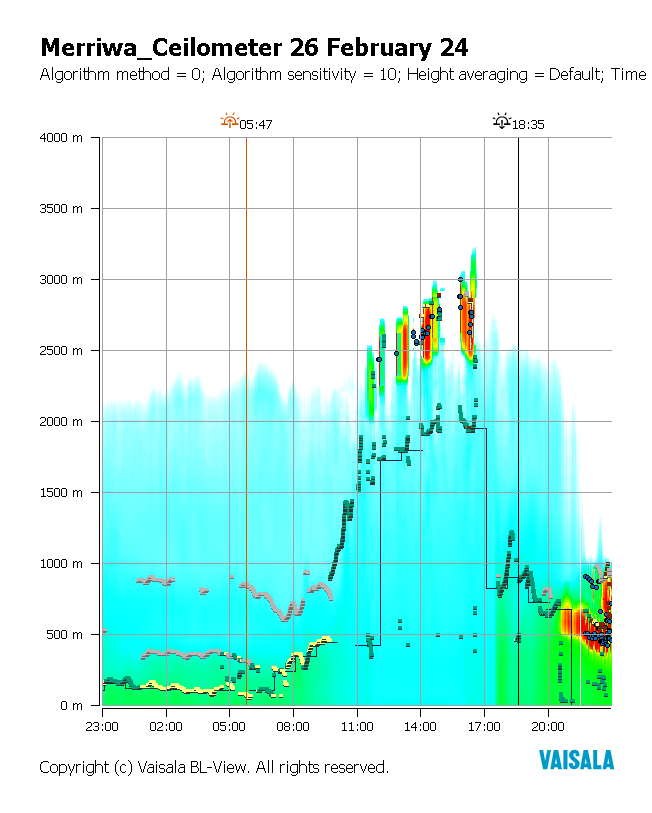 Merriwa_Ceilometer 26 February 24
Algorithm method = 0; Algorithm sensitivity = 10; Height averaging = Default; Time
05:47
18:35
4000 m
3500 m
3000 m
2500 m
2000 m
1500 m
1000 m
500 m
0 m
23:00 02:00 05:00 08:00 11:00 14:00 17:00 20:00
VAISALA
Copyright (c) Vaisala BL-View. All rights reserved.